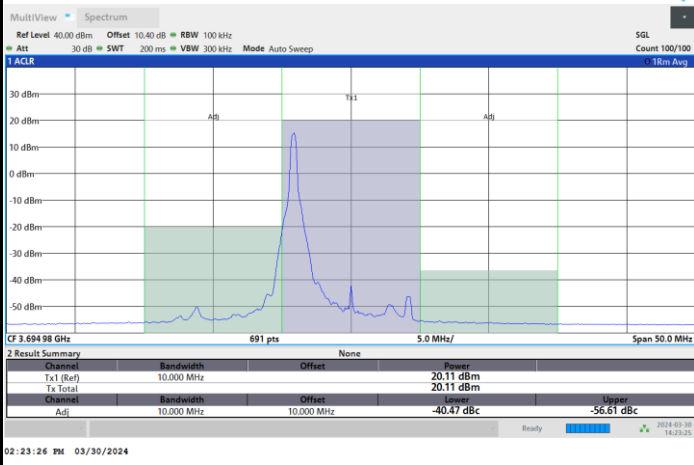 MultiView Spectrum
Ref Level 40.00 dBm Offset 10.40 dB RBW 100 kHz SGL
Att 30 dB SWT 200 ms VBW 300 kHz Mode Auto Sweep Count 100/100
1 ACLR 1Rm Avg
30 dBm
Tx1
20 dBm
Adj Adj
10 dBm
0 dBm
-10 dBm
-20 dBm
-30 dBm
-40 dBm
-50 dBm
CF 3.694 98 GHz 691 pts 5.0 MHz/ Span 50.0 MHz
2 Result Summary None
Channel Bandwidth Offset Power
Tx1 (Ref) 10.000 MHz 20.11 dBm
Tx Total 20.11 dBm
Channel Bandwidth Offset Lower Upper
Adj 10.000 MHz 10.000 MHz -40.47 dBc -56.61 dBc
Ready 2024-03-30
14:23:25
02:23:26 PM 03/30/2024